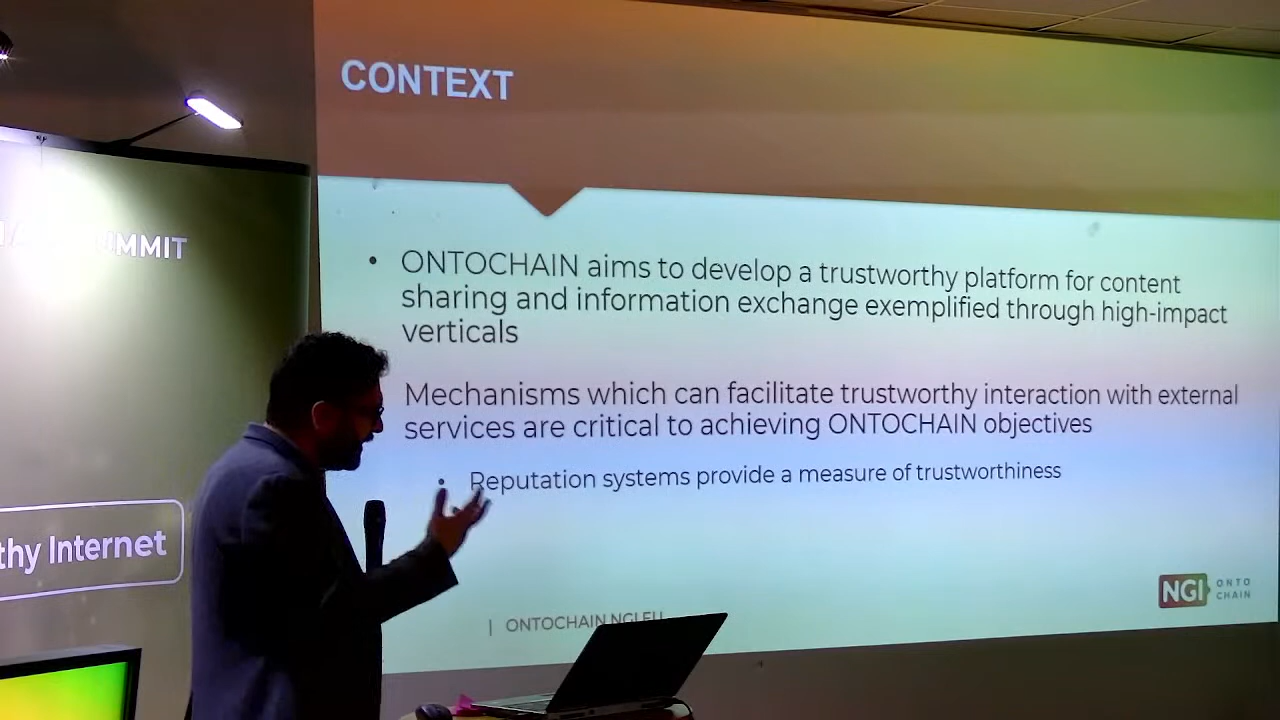 CONTEXT
MMIT
• ONTOCHAIN aims to develop a trustworthy platform for content
sharing and information exchange exemplified through high-impact
verticals
Mechanisms which can facilitate trustworthy interaction with external
services are critical to achieving ONTOCHAIN objectives
• Reputation systems provide a measure of trustworthiness
thy Internet
NGI ONTO
CHAIN
| ONTOCHAIN.NGI.EU